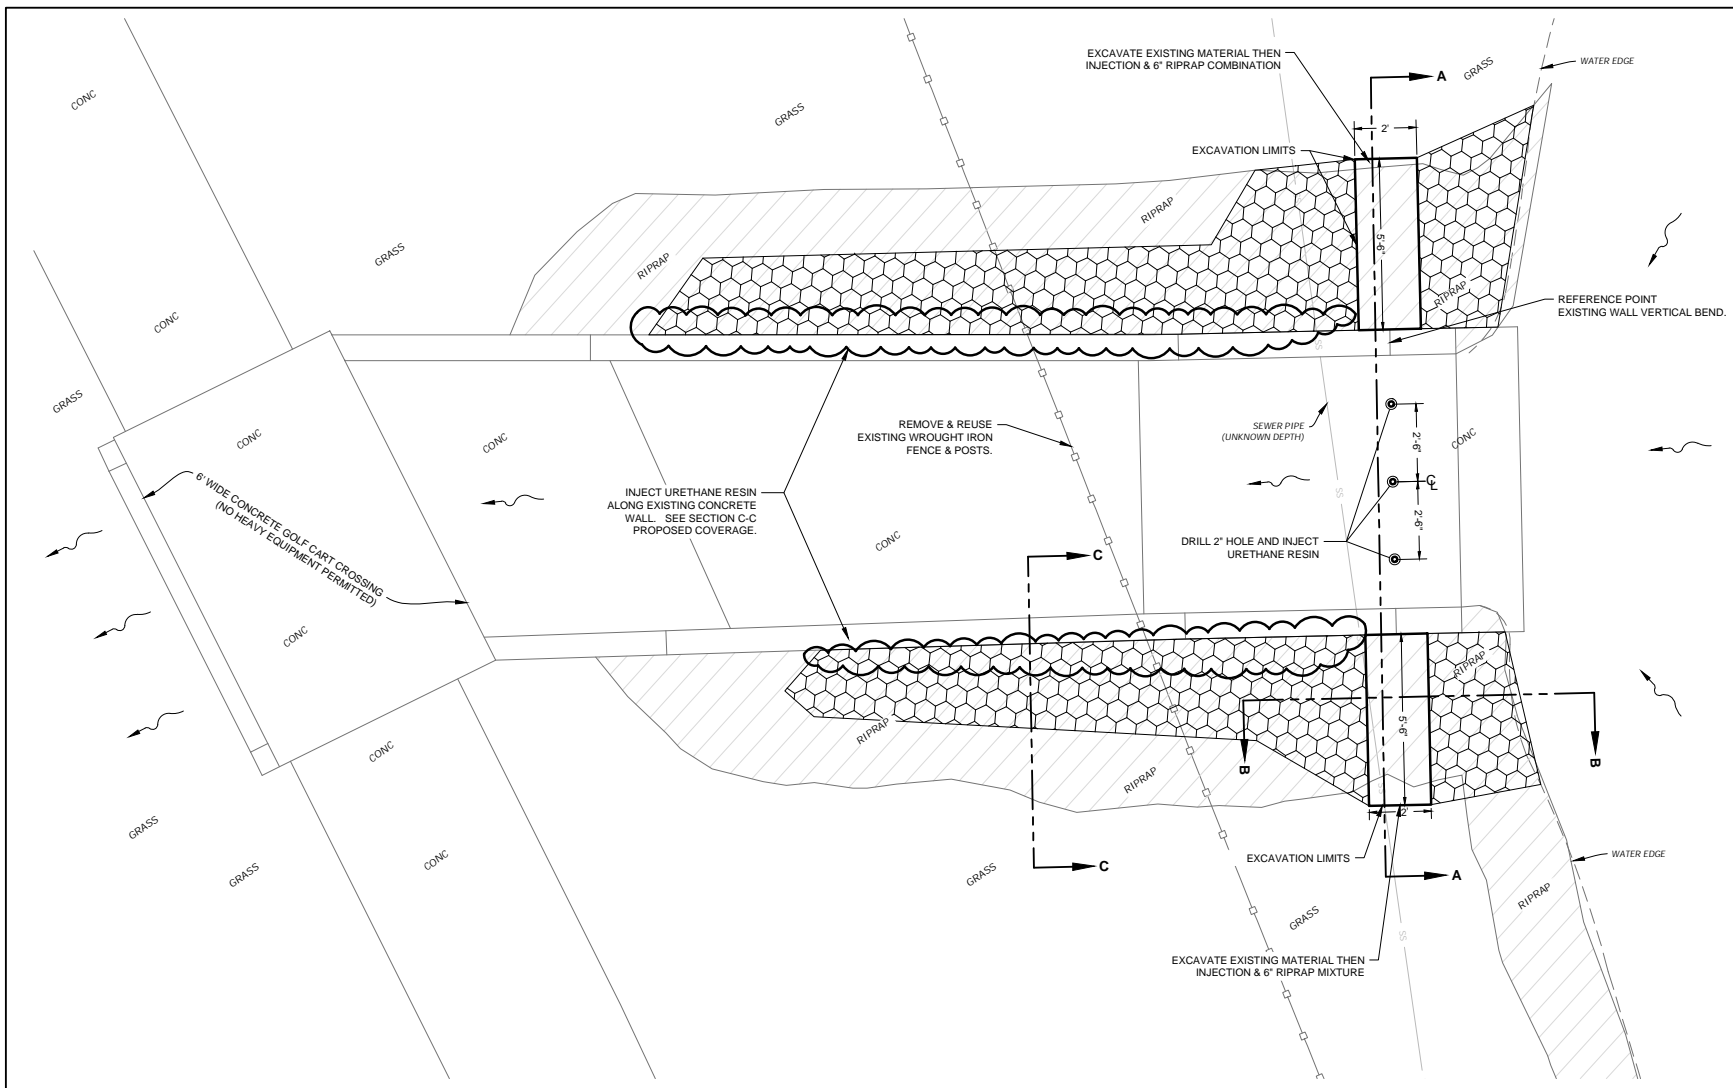 EXCAVATE EXISTING MATERIAL THEN
INJECTION & 6" RIPRAP COMBINATION
GRASS
WATER EDGE
A
CONC
GRASS
2'
EXCAVATION LIMITS
RIPRAP
5'-6"
GRASS
RIPRAP
RIPRAP
REFERENCE POINT
EXISTING WALL VERTICAL BEND.
CONC
SS
GRASS
CONC
REMOVE & REUSE
EXISTING WROUGHT IRON
FENCE & POSTS.
SEWER PIPE
(UNKNOWN DEPTH)
2'-6"
CONC
CONC
6' WIDE CONCRETE GOLF CART CROSSING
(NO HEAVY EQUIPMENT PERMITTED)
INJECT URETHANE RESIN
ALONG EXISTING CONCRETE
WALL. SEE SECTION C-C
PROPOSED COVERAGE.
SS
CL
2'-6"
CONC
DRILL 2" HOLE AND INJECT
URETHANE RESIN
C
CONC
RIPRAP
RIPRAP
5'-6"
CONC
RIPRAP
B
B
GRASS
2'
CONC
GRASS
GRASS
C
EXCAVATION LIMITS
A
WATER EDGE
RIPRAP
GRASS
SS
EXCAVATE EXISTING MATERIAL THEN
INJECTION & 6" RIPRAP MIXTURE